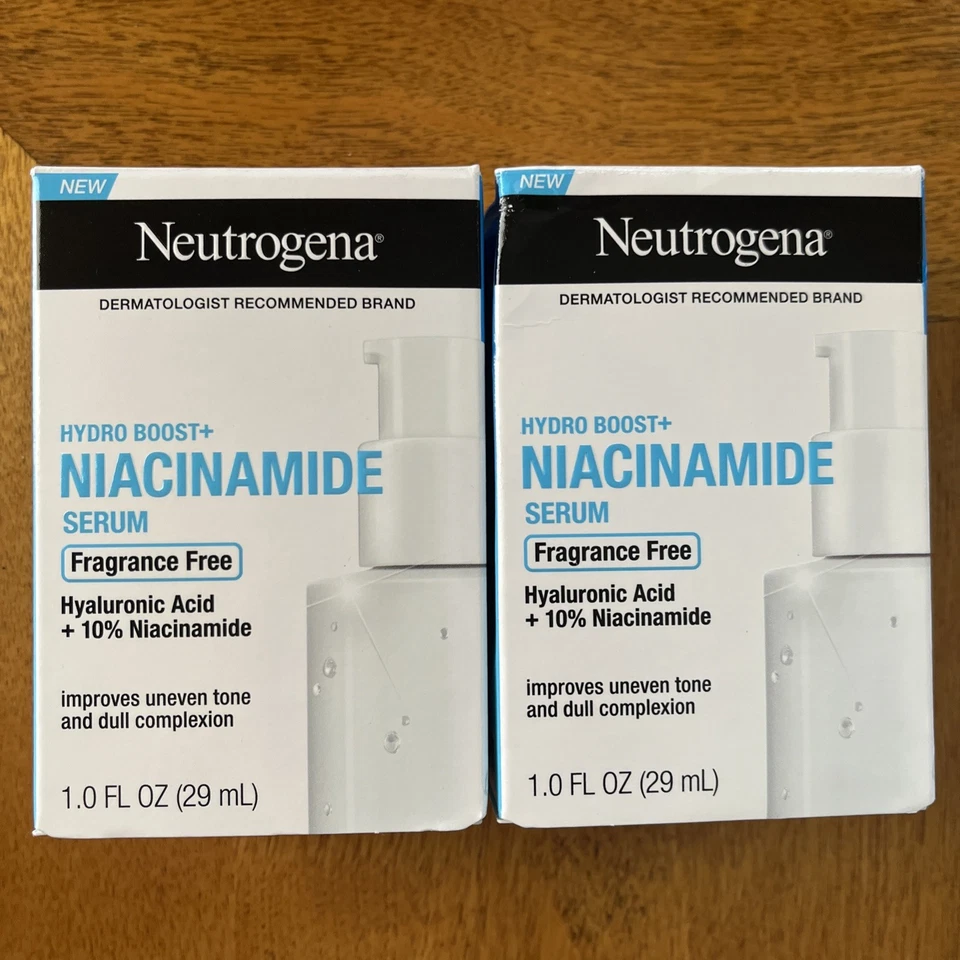 NEW
Neutrogena®
DERMATOLOGIST RECOMMENDED BRAND
HYDRO BOOST+
NIACINAMIDE
SERUM
Fragrance Free
Hyaluronic Acid
+ 10% Niacinamide
improves uneven tone
and dull complexion
1.0 FL OZ (29 mL)
NEW
Neutrogena®
DERMATOLOGIST RECOMMENDED BRAND
HYDRO BOOST+
NIACINAMIDE
SERUM
Fragrance Free
Hyaluronic Acid
+ 10% Niacinamide
improves uneven tone
and dull complexion
1.0 FL OZ (29 mL)